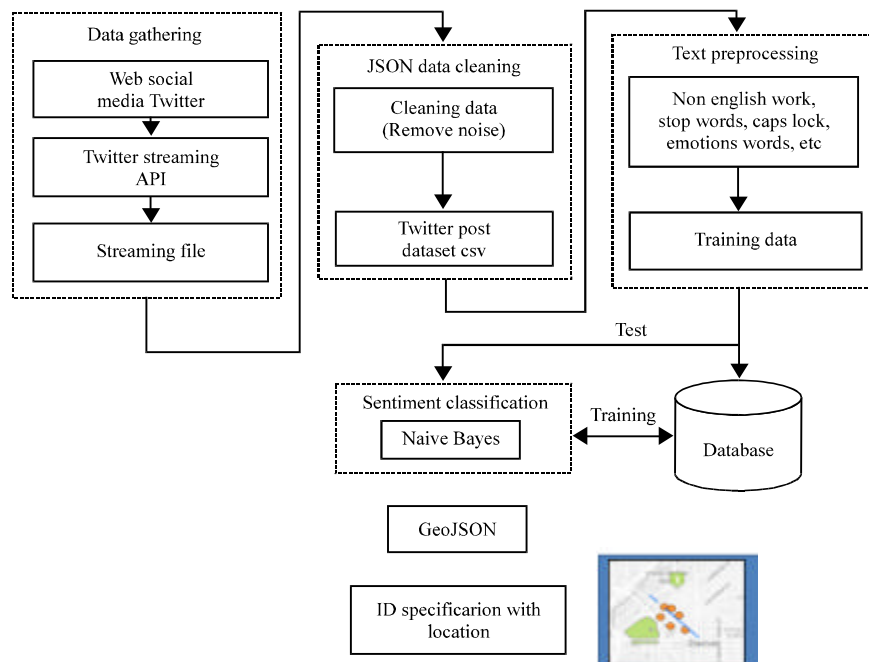 Data gathering
Web social
media Twitter
Twitter streaming
API
Streaming file
JSON data cleaning
Cleaning data
(Remove noise)
Twitter post
dataset csv
Text preprocessing
Non english work,
stop words, caps lock,
emotions words, etc
Training data
Test
Sentiment classification
Naive Bayes
Training
Database
GeoJSON
ID specificarion with
location